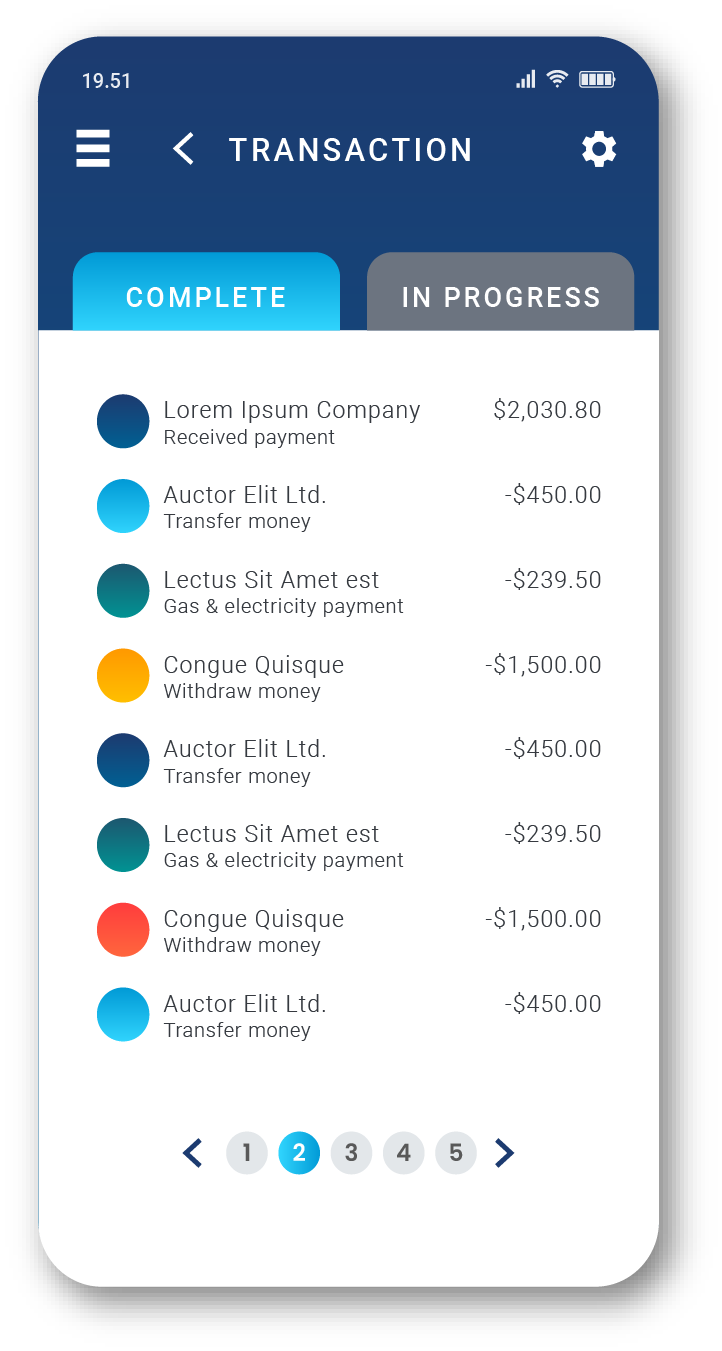 19.51
TRANSACTION
COMPLETE IN PROGRESS
Lorem Ipsum Company $2,030.80
Received payment
Auctor Elit Ltd. -$450.00
Transfer money
Lectus Sit Amet est -$239.50
Gas & electricity payment
Congue Quisque -$1,500.00
Withdraw money
Auctor Elit Ltd. -$450.00
Transfer money
Lectus Sit Amet est -$239.50
Gas & electricity payment
Congue Quisque -$1,500.00
Withdraw money
Auctor Elit Ltd. -$450.00
Transfer money
1 2 3 4 5